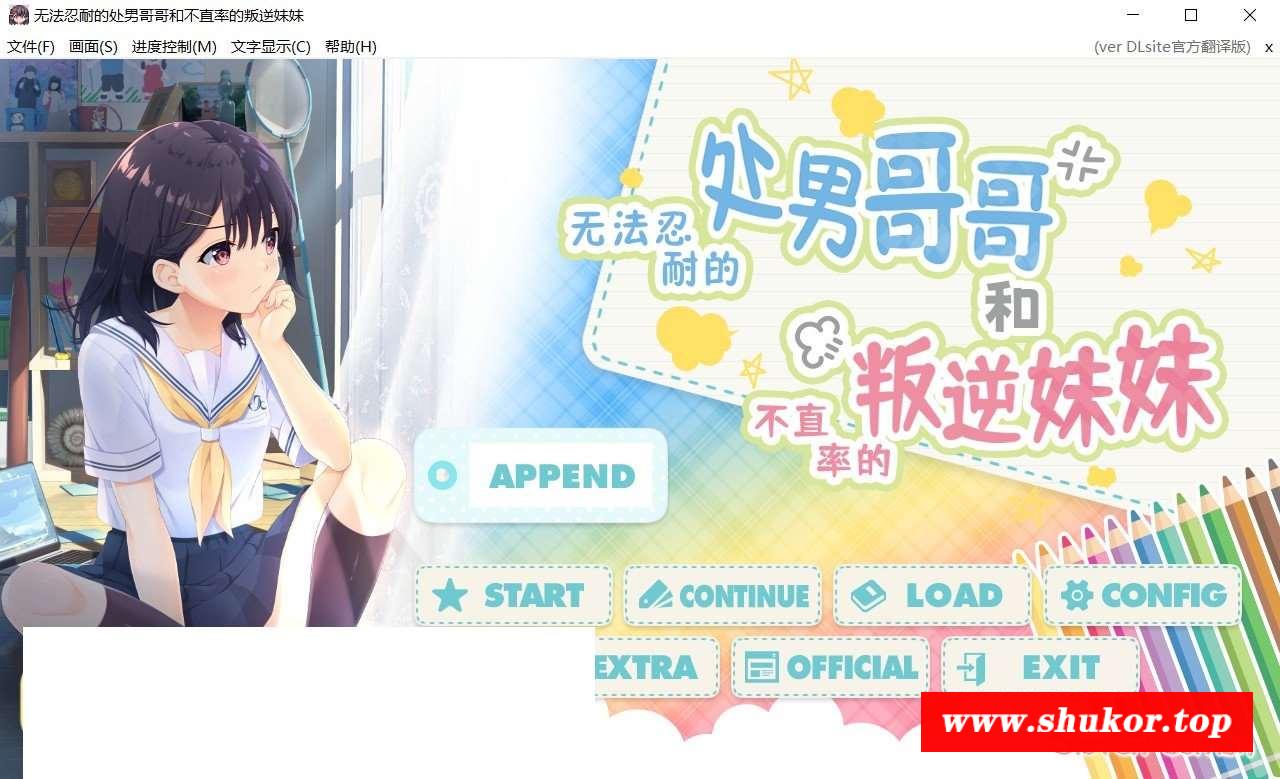 无法忍耐的处男哥哥和不直率的叛逆妹妹
文件(F) 画面(S) 进度控制(M) 文字显示(C) 帮助(H) (ver DLsite官方翻译版) x
无法忍
耐的
处男哥哥
和
不直
率的
叛逆妹妹
APPEND
START CONTINUE LOAD CONFIG
EXTRA OFFICIAL EXIT
www.shukor.top